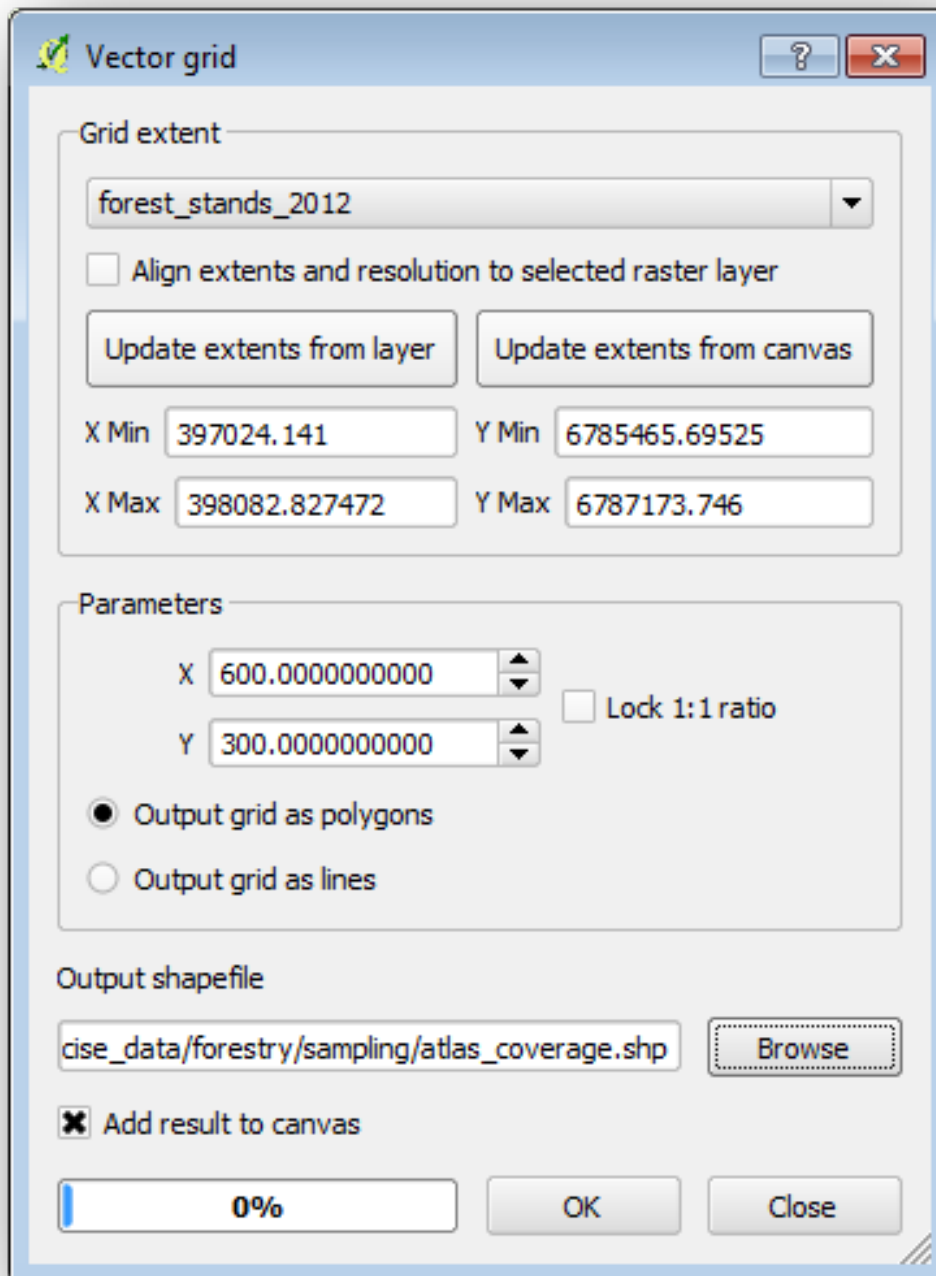 Vector grid
Grid extent
forest_stands_2012
Align extents and resolution to selected raster layer
Update extents from layer Update extents from canvas
X Min 397024.141 Y Min 6785465.69525
X Max 398082.827472 Y Max 6787173.746
Parameters
X 600.0000000000
Lock 1:1 ratio
Y 300.0000000000
Output grid as polygons
Output grid as lines
Output shapefile
cise_data/forestry/sampling/atlas_coverage.shp Browse
Add result to canvas
0% OK Close